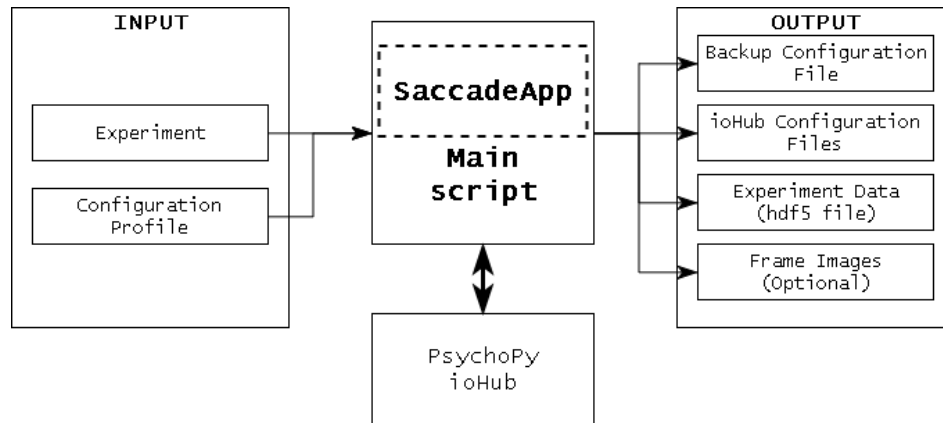 INPUT
Experiment
Configuration
Profile
SaccadeApp
Main
script
PsychoPy
ioHub
OUTPUT
Backup Configuration
File
ioHub Configuration
Files
Experiment Data
(hdf5 file)
Frame Images
(Optional)